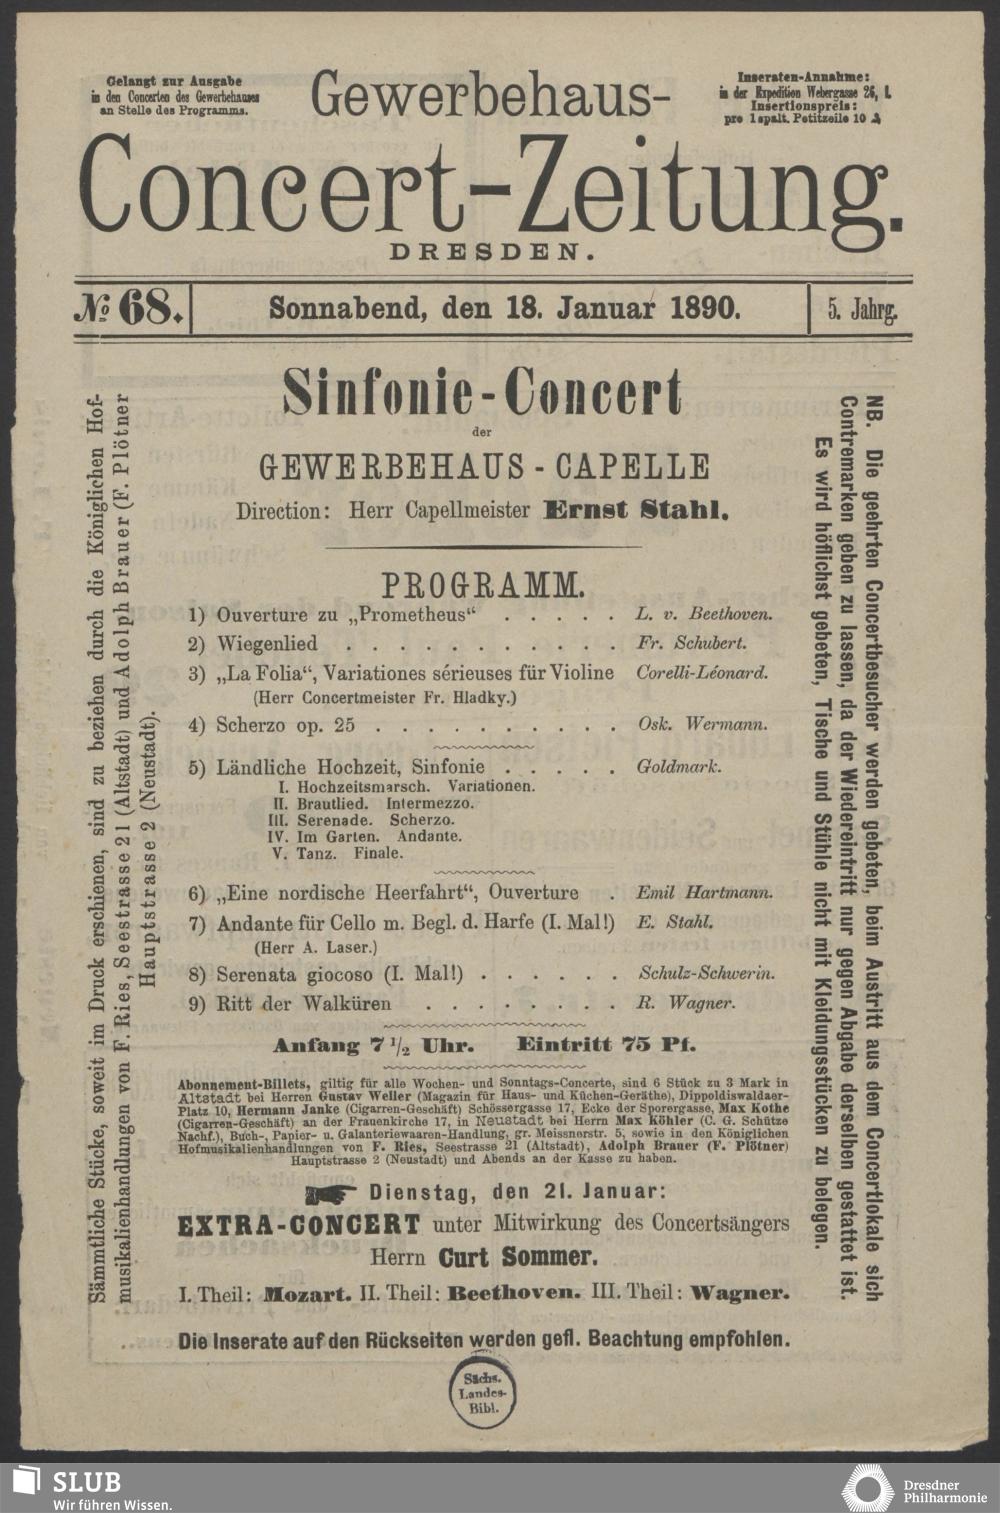 Gelangt zur Ausgabe
in den Concerten des Gewerbehauses
an Stelle des Programms.
Inseraten-Annahme:
in der Expedition Webergasse 26, I.
Insertionspreis:
pro 1 spalt. Petitzeile 10 ₰
Gewerbehaus-
Concert-Zeitung.
DRESDEN.
№ 68.
Sonnabend, den 18. Januar 1890.
5. Jahrg.
Sämmtliche Stücke, soweit im Druck erschienen, sind zu beziehen durch die Königlichen Hof-
musikalienhandlungen von F. Ries, Seestrasse 21 (Altstadt) und Adolph Brauer (F. Plötner
Hauptstrasse 2 (Neustadt).
Sinfonie-Concert
der
GEWERBEHAUS-CAPELLE
Direction: Herr Capellmeister Ernst Stahl.
PROGRAMM.
1) Ouverture zu „Prometheus“ . . . . . L. v. Beethoven.
2) Wiegenlied . . . . . . . . . . . Fr. Schubert.
3) „La Folia“, Variationes sérieuses für Violine Corelli-Léonard.
(Herr Concertmeister Fr. Hladky.)
4) Scherzo op. 25 . . . . . . . . . . Osk. Wermann.
5) Ländliche Hochzeit, Sinfonie . . . . . Goldmark.
I. Hochzeitsmarsch. Variationen.
II. Brautlied. Intermezzo.
III. Serenade. Scherzo.
IV. Im Garten. Andante.
V. Tanz. Finale.
6) „Eine nordische Heerfahrt“, Ouverture . Emil Hartmann.
7) Andante für Cello m. Begl. d. Harfe (I. Mal!) E. Stahl.
(Herr A. Laser.)
8) Serenata giocoso (I. Mal!) . . . . . . Schulz-Schwerin.
9) Ritt der Walküren . . . . . . . . R. Wagner.
Anfang 7 1/2 Uhr. Eintritt 75 Pf.
Abonnement-Billets, giltig für alle Wochen- und Sonntags-Concerte, sind 6 Stück zu 3 Mark in
Altstadt bei Herren Gustav Weller (Magazin für Haus- und Küchen-Geräthe), Dippoldiswaldaer-
Platz 10, Hermann Janke (Cigarren-Geschäft) Schössergasse 17, Ecke der Sporergasse, Max Kothe
(Cigarren-Geschäft) an der Frauenkirche 17, in Neustadt bei Herrn Max Köhler (C. G. Schütze
Nachf.), Buch-, Papier- u. Galanteriewaaren-Handlung, gr. Meissnerstr. 5, sowie in den Königlichen
Hofmusikalienhandlungen von F. Ries, Seestrasse 21 (Altstadt), Adolph Brauer (F. Plötner)
Hauptstrasse 2 (Neustadt) und Abends an der Kasse zu haben.
Dienstag, den 21. Januar:
EXTRA-CONCERT unter Mitwirkung des Concertsängers
Herrn Curt Sommer.
I. Theil: Mozart. II. Theil: Beethoven. III. Theil: Wagner.
Die Inserate auf den Rückseiten werden gefl. Beachtung empfohlen.
NB. Die geehrten Concertbesucher werden gebeten, beim Austritt aus dem Concertlokale sich
Contremarken geben zu lassen, da der Wiedereintritt nur gegen Abgabe derselben gestattet ist.
Es wird höflichst gebeten, Tische und Stühle nicht mit Kleidungsstücken zu belegen.
Sächs.
Landes-
Bibl.
SLUB
Wir führen Wissen.
Dresdner
Philharmonie